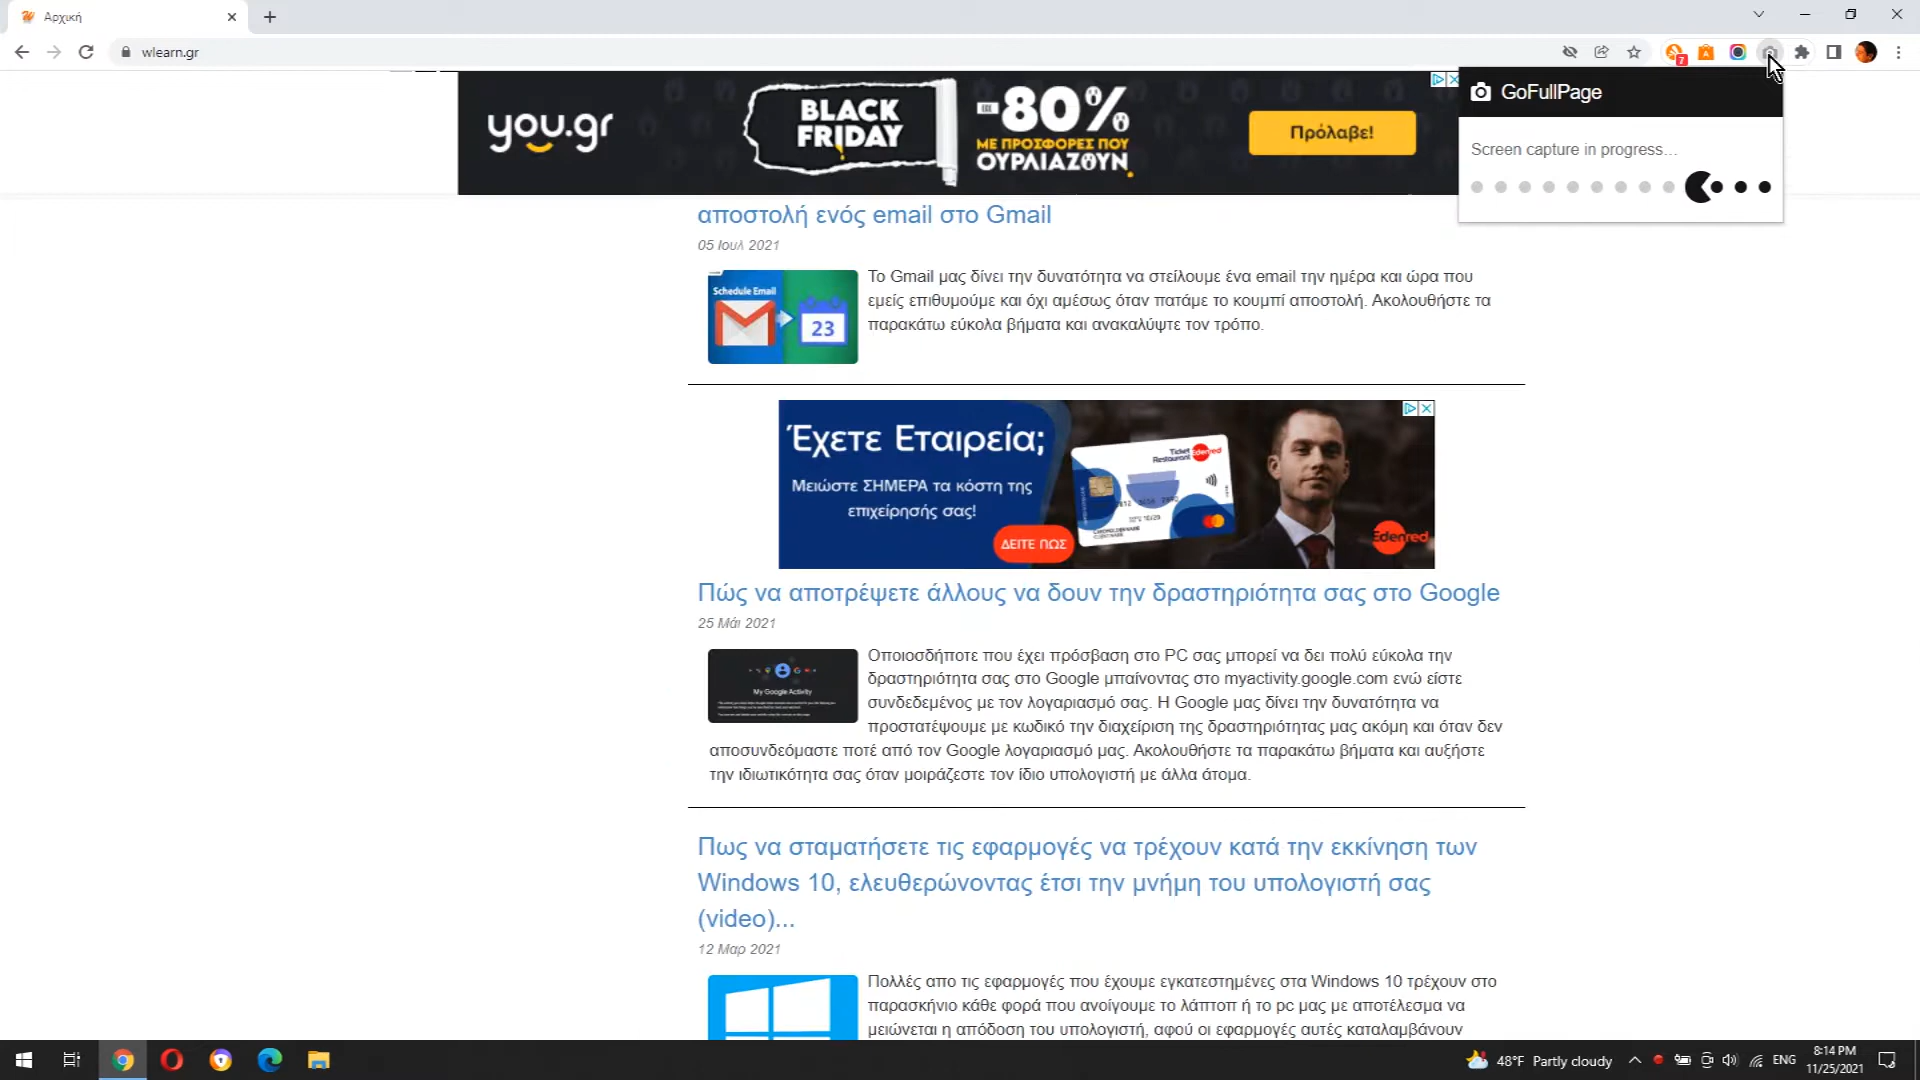 Αρχική
wlearn.gr
7
GoFullPage
Screen capture in progress...
you.gr
BLACK
FRIDAY
ΕΩΣ -80%
ΜΕ ΠΡΟΣΦΟΡΕΣ ΠΟΥ
ΟΥΡΛΙΑΖΟΥΝ
Πρόλαβε!
αποστολή ενός email στο Gmail
05 Ιουλ 2021
Schedule Email
23
Το Gmail μας δίνει την δυνατότητα να στείλουμε ένα email την ημέρα και ώρα που
εμείς επιθυμούμε και όχι αμέσως όταν πατάμε το κουμπί αποστολή. Ακολουθήστε τα
παρακάτω εύκολα βήματα και ανακαλύψτε τον τρόπο.
Έχετε Εταιρεία;
Μειώστε ΣΗΜΕΡΑ τα κόστη της
επιχείρησής σας!
ΔΕΙΤΕ ΠΩΣ
Ticket
Restaurant
Edenred
Edenred
Πώς να αποτρέψετε άλλους να δουν την δραστηριότητα σας στο Google
25 Μάι 2021
My Google Activity
Οποιοσδήποτε που έχει πρόσβαση στο PC σας μπορεί να δει πολύ εύκολα την
δραστηριότητα σας στο Google μπαίνοντας στο myactivity.google.com ενώ είστε
συνδεδεμένος με τον λογαριασμό σας. Η Google μας δίνει την δυνατότητα να
προστατέψουμε με κωδικό την διαχείριση της δραστηριότητας μας ακόμη και όταν δεν
αποσυνδεόμαστε ποτέ από τον Google λογαριασμό μας. Ακολουθήστε τα παρακάτω βήματα και αυξήστε
την ιδιωτικότητα σας όταν μοιράζεστε τον ίδιο υπολογιστή με άλλα άτομα.
Πως να σταματήσετε τις εφαρμογές να τρέχουν κατά την εκκίνηση των
Windows 10, ελευθερώνοντας έτσι την μνήμη του υπολογιστή σας
(video)...
12 Μαρ 2021
Πολλές απο τις εφαρμογές που έχουμε εγκατεστημένες στα Windows 10 τρέχουν στο
παρασκήνιο κάθε φορά που ανοίγουμε το λάπτοπ ή το pc μας με αποτέλεσμα να
μειώνεται η απόδοση του υπολογιστή, αφού οι εφαρμογές αυτές καταλαμβάνουν
48°F Partly cloudy
ENG
8:14 PM
11/25/2021